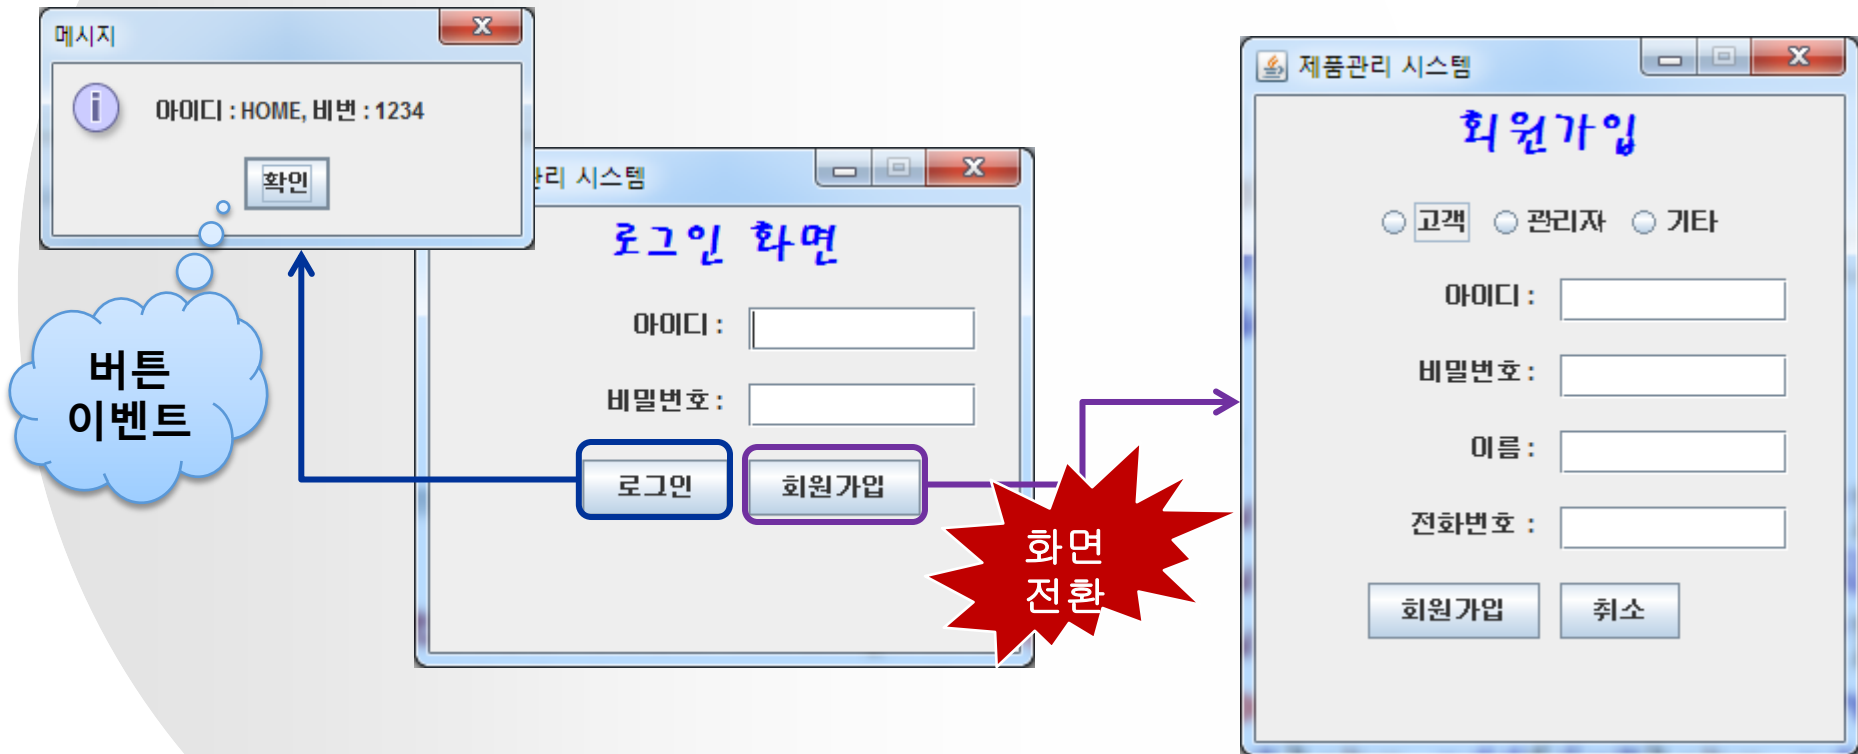 메시지
아이디 : HOME, 비번 : 1234
확인
버튼
이벤트
관리 시스템
로그인 화면
아이디 :
비밀번호 :
로그인
회원가입
화면
전환
제품관리 시스템
회원가입
고객
관리자
기타
아이디 :
비밀번호 :
이름 :
전화번호 :
회원가입
취소